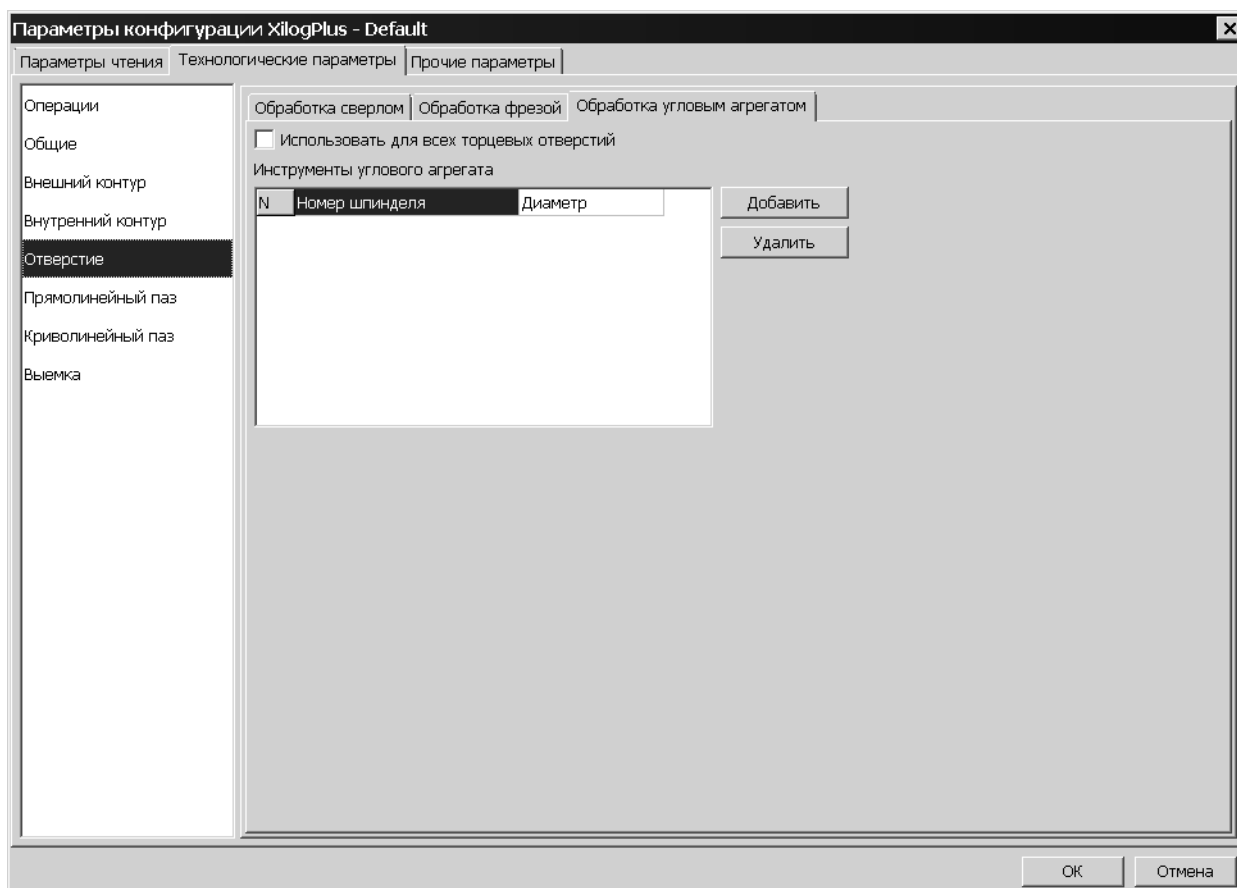 Параметры конфигурации XilogPlus - Default
Параметры чтения Технологические параметры Прочие параметры
Операции
Общие
Внешний контур
Внутренний контур
Отверстие
Прямолинейный паз
Криволинейный паз
Выемка
Обработка сверлом Обработка фрезой Обработка угловым агрегатом
Использовать для всех торцевых отверстий
Инструменты углового агрегата
N Номер шпинделя Диаметр
Добавить
Удалить
ОК Отмена